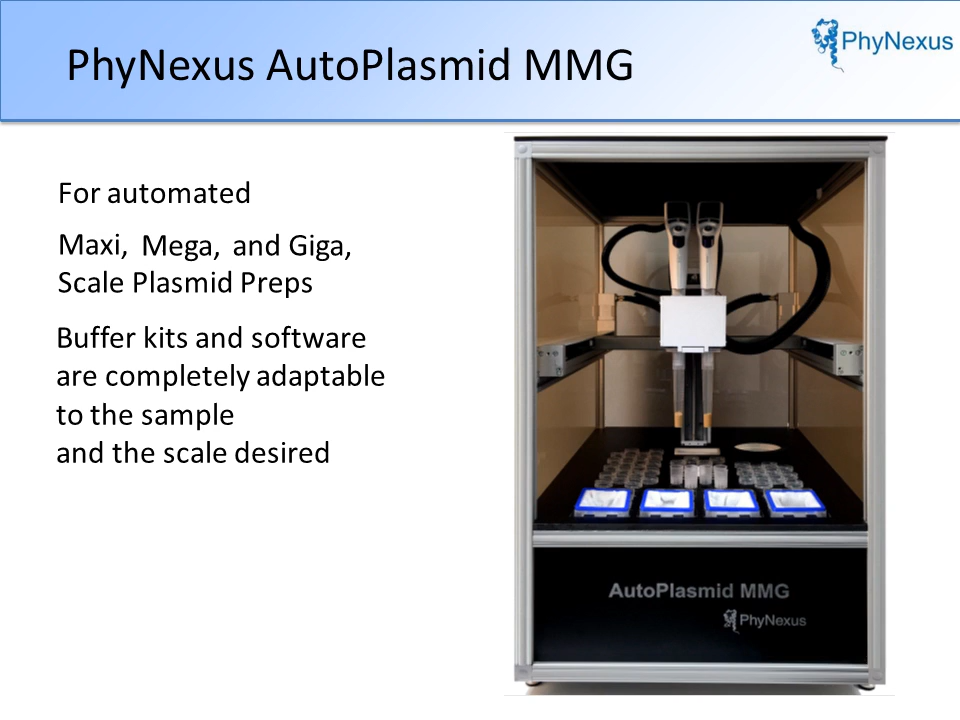 PhyNexus AutoPlasmid MMG
PhyNexus
For automated
Maxi, Mega, and Giga,
Scale Plasmid Preps
Buffer kits and software
are completely adaptable
to the sample
and the scale desired
AutoPlasmid MMG
PhyNexus